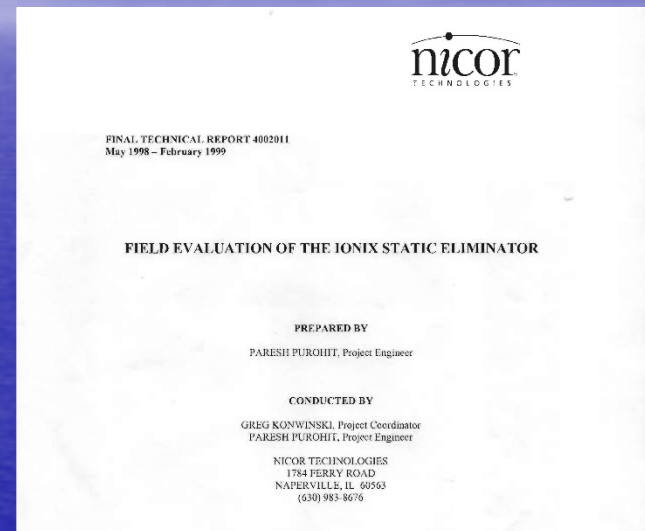 nicor
TECHNOLOGIES
FINAL TECHNICAL REPORT 4002011
May 1998 – February 1999
FIELD EVALUATION OF THE IONIX STATIC ELIMINATOR
PREPARED BY
PARESH PUROHIT, Project Engineer
CONDUCTED BY
GREG KONWINSKI, Project Coordinator
PARESH PUROHIT, Project Engineer
NICOR TECHNOLOGIES
1784 FERRY ROAD
NAPERVILLE, IL 60563
(630) 983-8676